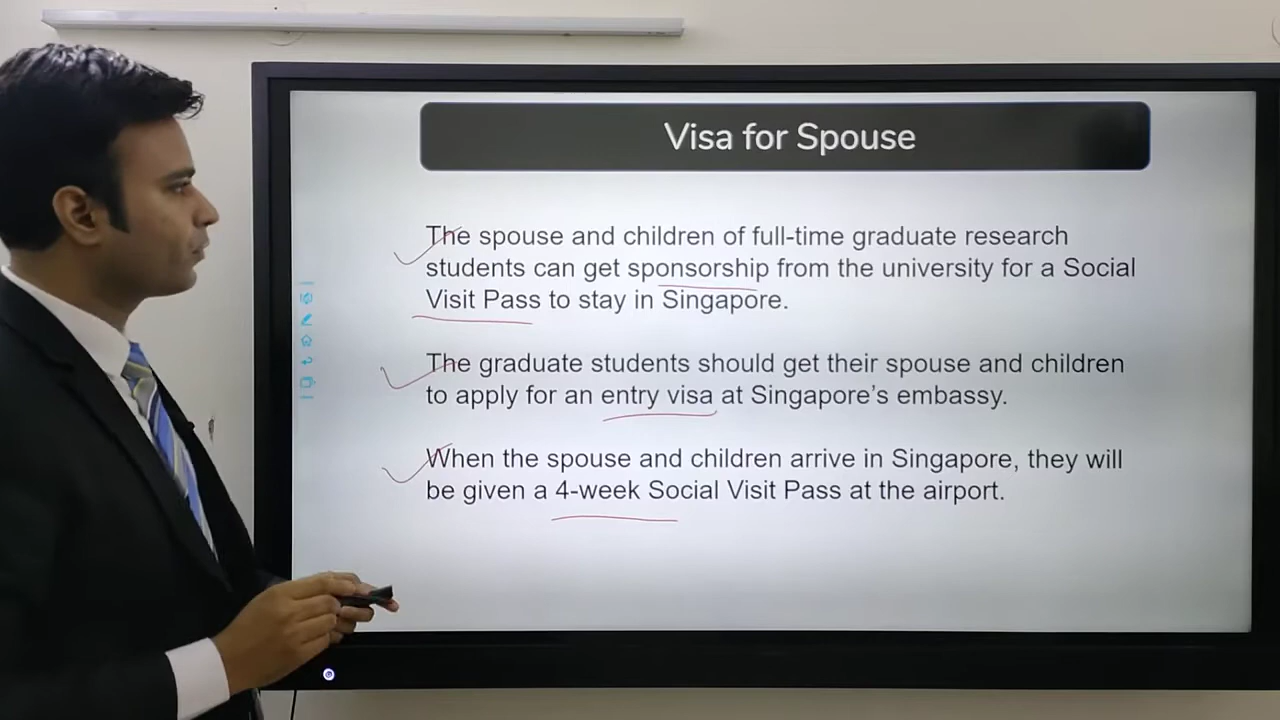 Visa for Spouse
The spouse and children of full-time graduate research
students can get sponsorship from the university for a Social
Visit Pass to stay in Singapore.
The graduate students should get their spouse and children
to apply for an entry visa at Singapore’s embassy.
When the spouse and children arrive in Singapore, they will
be given a 4-week Social Visit Pass at the airport.